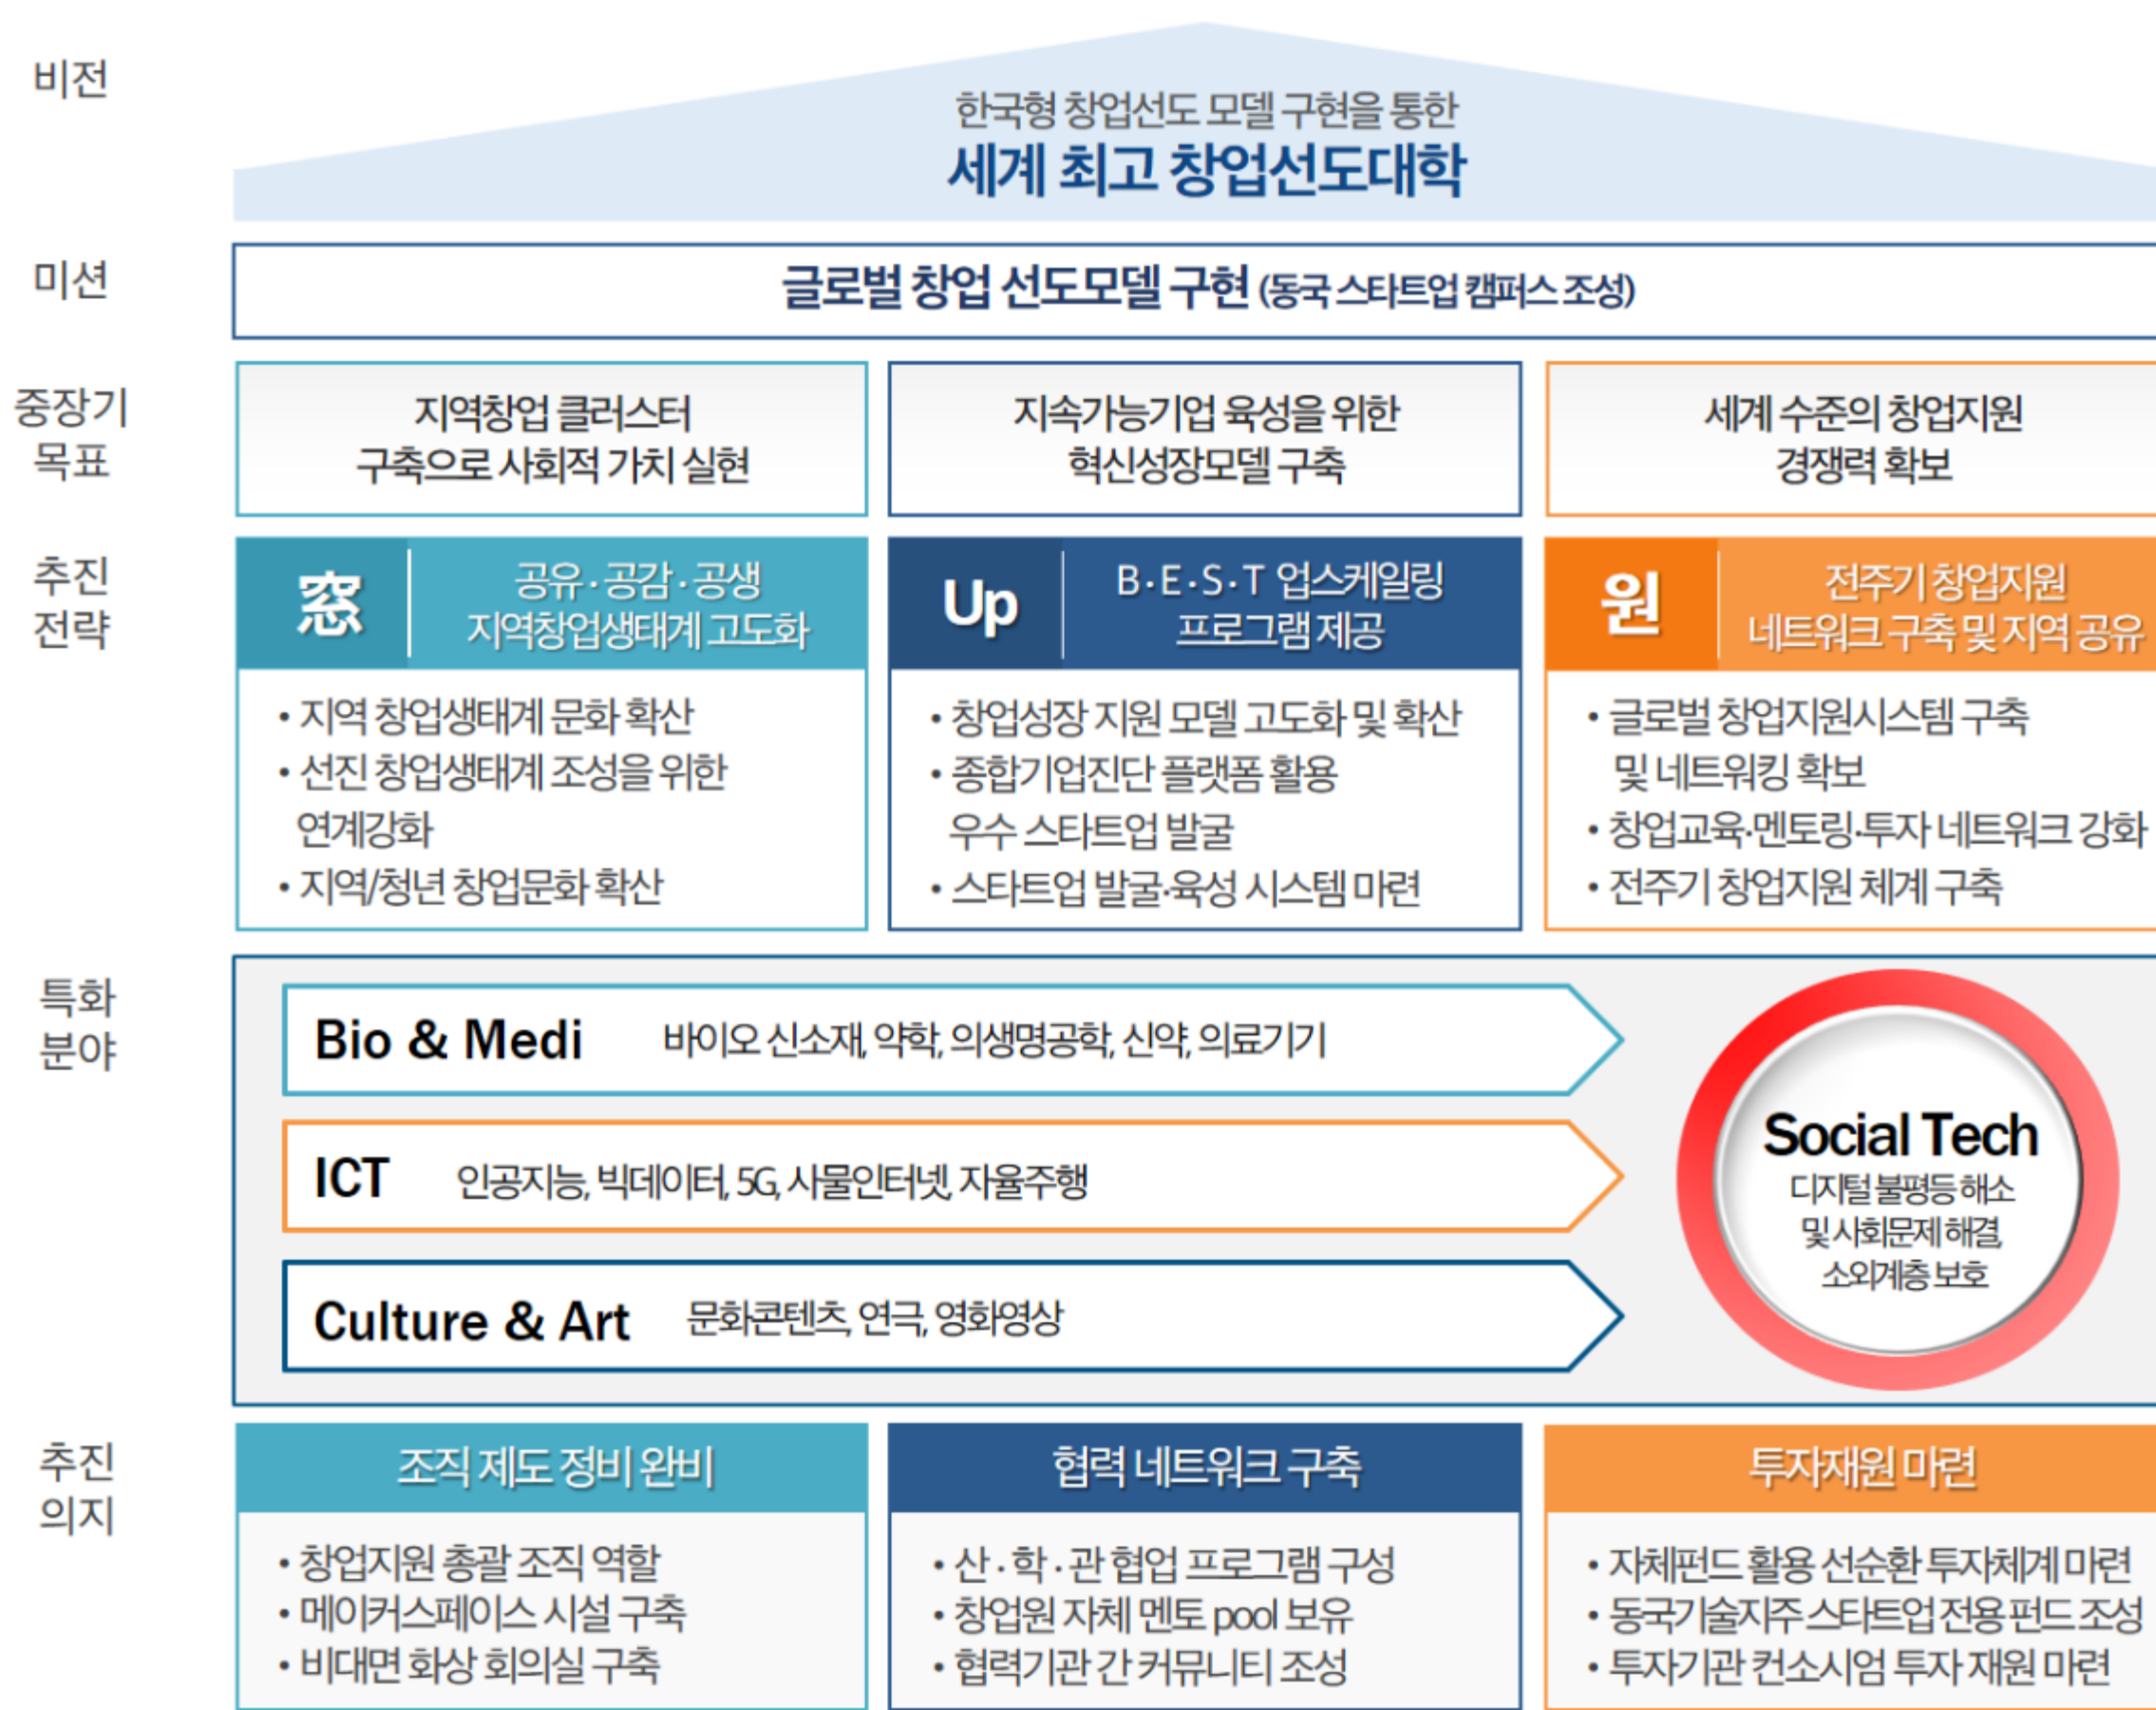 비전
한국형 창업선도 모델 구현을 통한
세계 최고 창업선도대학
미션
글로벌 창업 선도모델 구현 (동국 스타트업 캠퍼스 조성)
중장기
목표
지역창업 클러스터
구축으로 사회적 가치 실현
지속가능기업 육성을 위한
혁신성장모델 구축
세계 수준의 창업지원
경쟁력 확보
추진
전략
窓
공유·공감·공생
지역창업생태계 고도화
• 지역 창업생태계 문화 확산
• 선진 창업생태계 조성을 위한
연계강화
• 지역/청년 창업문화 확산
Up
B·E·S·T 업스케일링
프로그램 제공
• 창업성장 지원 모델 고도화 및 확산
• 종합기업진단 플랫폼 활용
우수 스타트업 발굴
• 스타트업 발굴·육성 시스템 마련
원
전주기 창업지원
네트워크 구축 및 지역 공유
• 글로벌 창업지원시스템 구축
및 네트워킹 확보
• 창업교육·멘토링·투자 네트워크 강화
• 전주기 창업지원 체계 구축
특화
분야
Bio & Medi 바이오 신소재, 약학, 의생명공학, 신약, 의료기기
ICT 인공지능, 빅데이터, 5G, 사물인터넷, 자율주행
Culture & Art 문화콘텐츠, 연극, 영화영상
Social Tech
디지털 불평등 해소
및 사회문제 해결,
소외계층 보호
추진
의지
조직 제도 정비 완비
• 창업지원 총괄 조직 역할
• 메이커스페이스 시설 구축
• 비대면 화상 회의실 구축
협력 네트워크 구축
• 산·학·관 협업 프로그램 구성
• 창업원 자체 멘토 pool 보유
• 협력기관 간 커뮤니티 조성
투자재원 마련
• 자체펀드 활용 선순환 투자체계 마련
• 동국기술지주 스타트업 전용 펀드 조성
• 투자기관 컨소시엄 투자 재원 마련